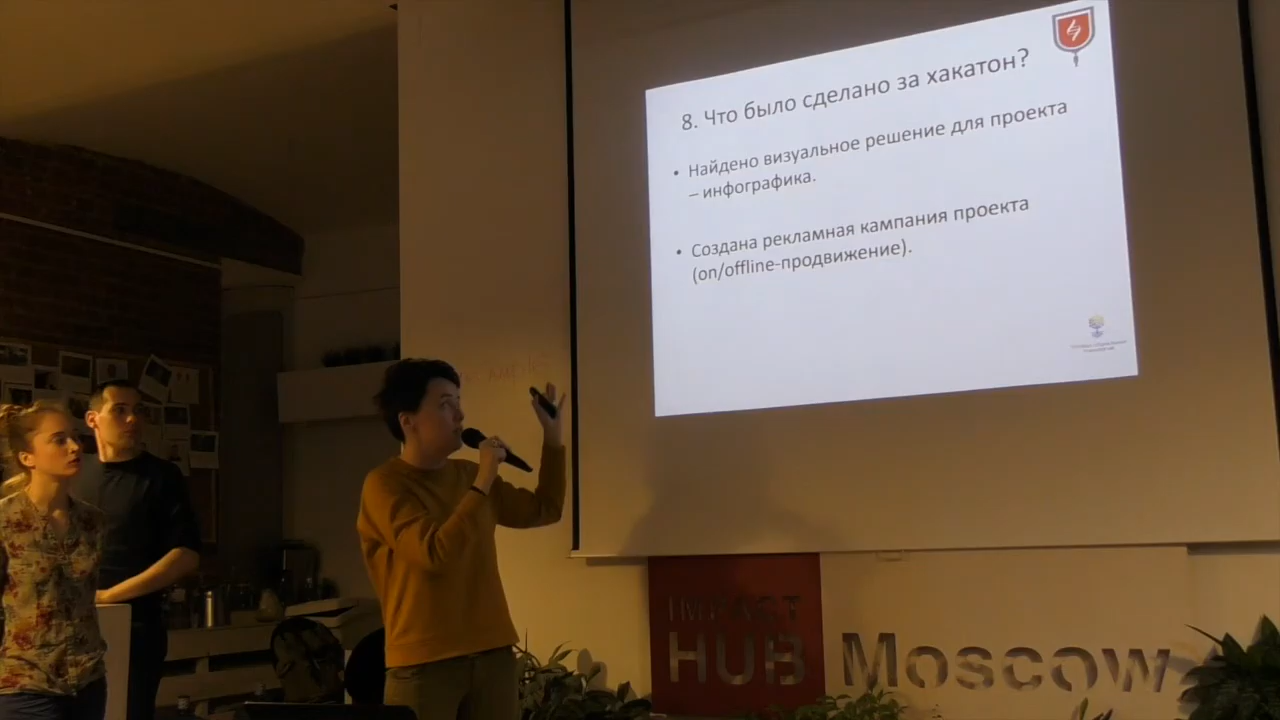 8. Что было сделано за хакатон?
• Найдено визуальное решение для проекта
– инфографика.
• Создана рекламная кампания проекта
(on/offline-продвижение).
IMPACT
HUB Moscow